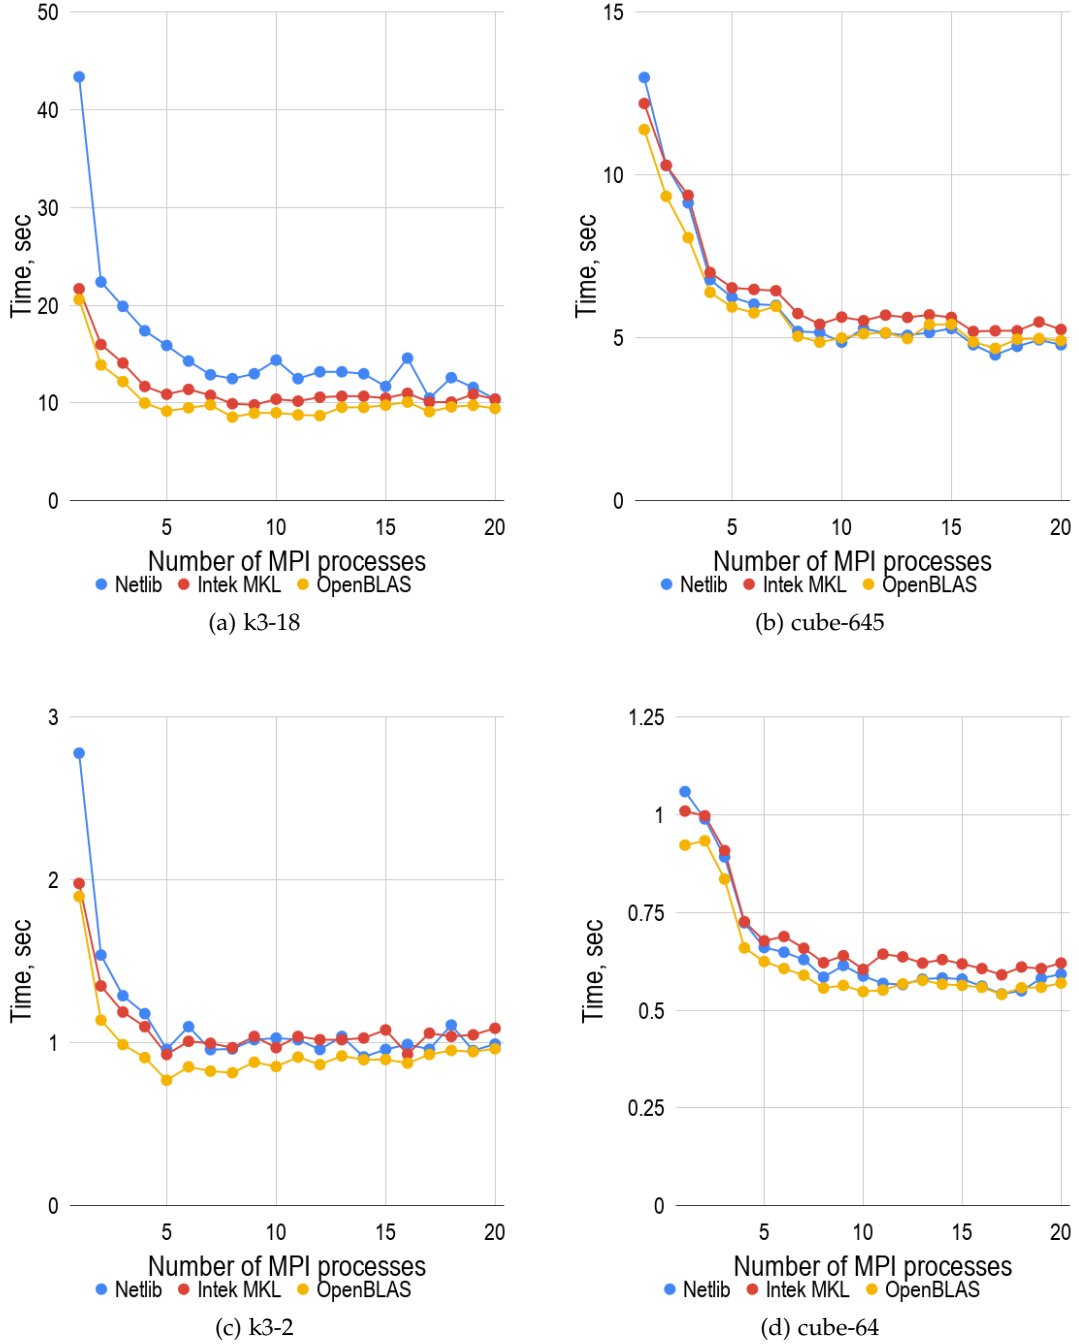 50
40
30
20
10
0
Time, sec
5
10
15
20
Number of MPI processes
Netlib
Intek MKL
OpenBLAS
(a) k3-18
15
10
5
0
Time, sec
5
10
15
20
Number of MPI processes
Netlib
Intek MKL
OpenBLAS
(b) cube-645
3
2
1
0
Time, sec
5
10
15
20
Number of MPI processes
Netlib
Intek MKL
OpenBLAS
(c) k3-2
1.25
1
0.75
0.5
0.25
0
Time, sec
5
10
15
20
Number of MPI processes
Netlib
Intek MKL
OpenBLAS
(d) cube-64